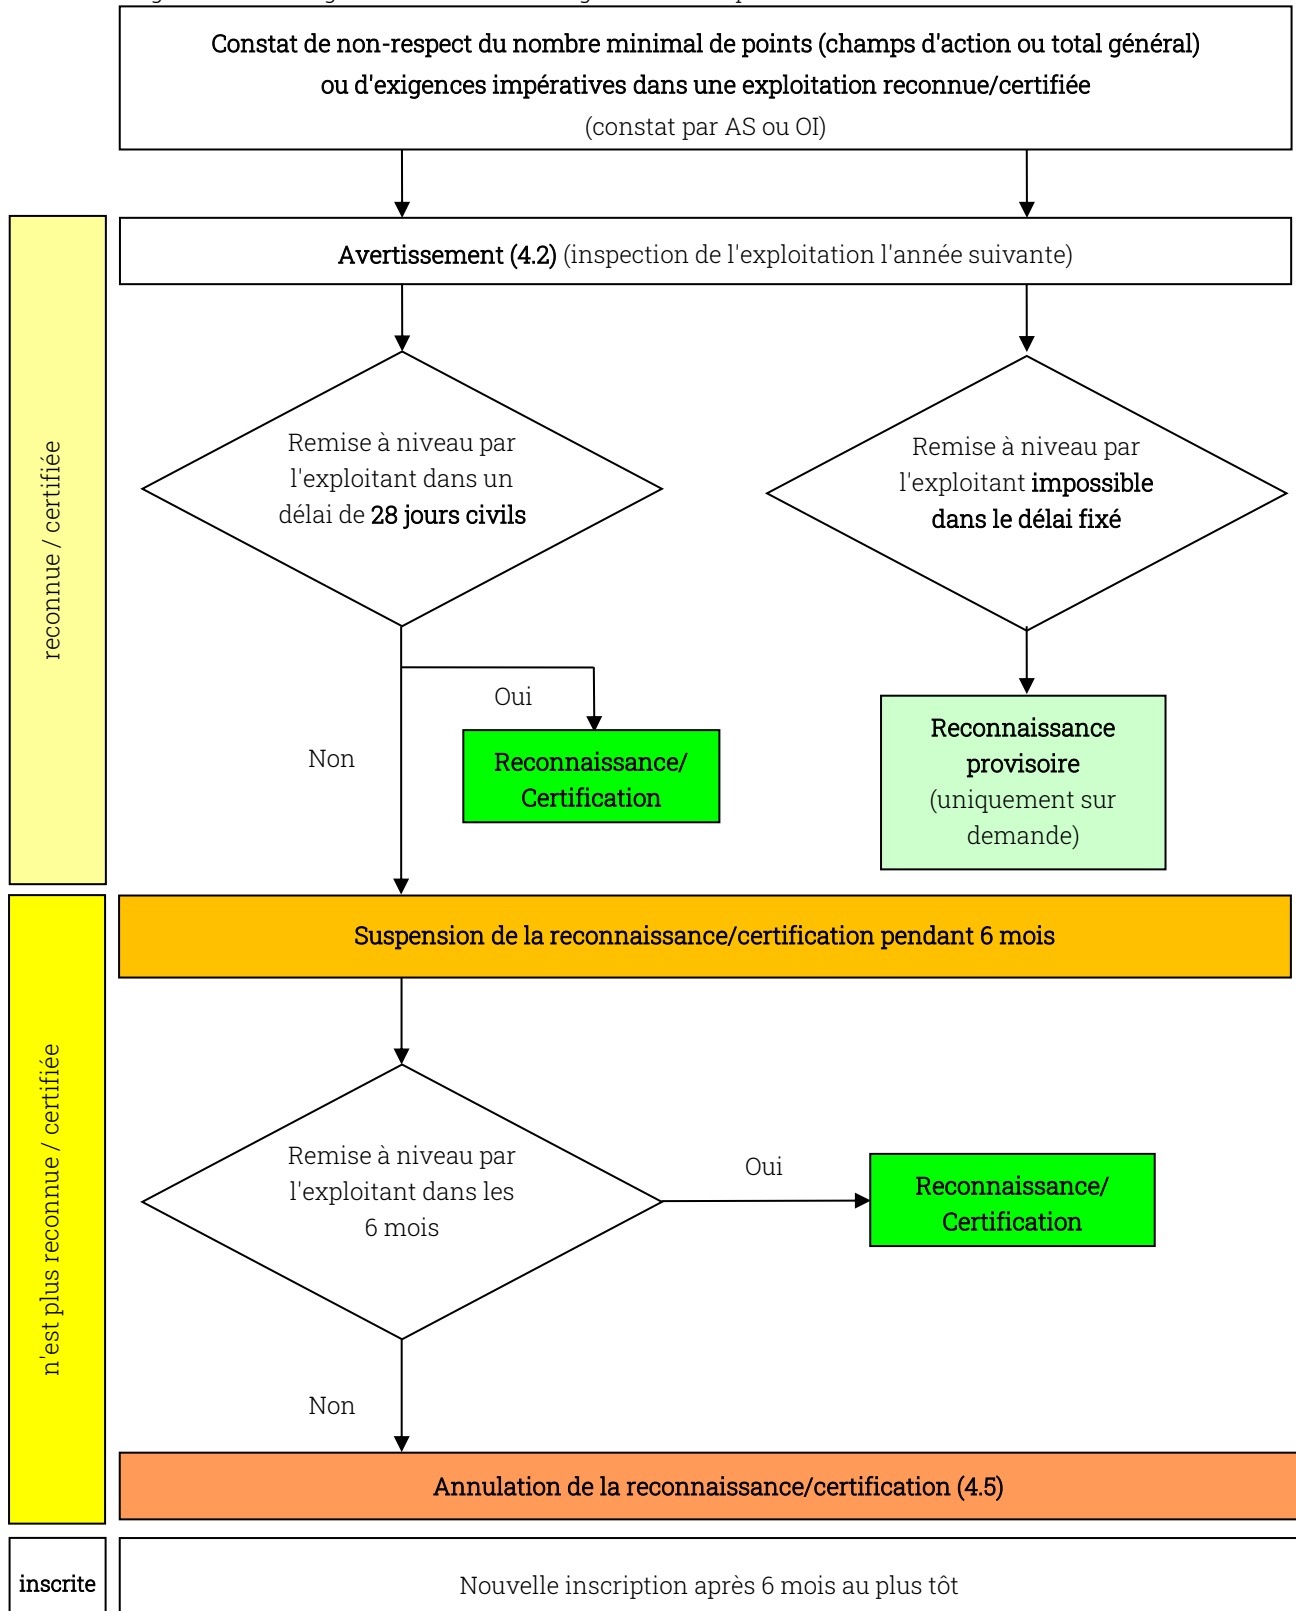 Constat de non-respect du nombre minimal de points (champs d'action ou total général)
ou d'exigences impératives dans une exploitation reconnue/certifiée
(constat par AS ou OI)
Avertissement (4.2) (inspection de l'exploitation l'année suivante)
reconnue / certifiée
Remise à niveau par
l'exploitant dans un
délai de 28 jours civils
Remise à niveau par
l'exploitant impossible
dans le délai fixé
Oui
Non
Reconnaissance/
Certification
Reconnaissance
provisoire
(uniquement sur
demande)
Suspension de la reconnaissance/certification pendant 6 mois
n'est plus reconnue / certifiée
Remise à niveau par
l'exploitant dans les
6 mois
Oui
Reconnaissance/
Certification
Non
Annulation de la reconnaissance/certification (4.5)
inscrite
Nouvelle inscription après 6 mois au plus tôt